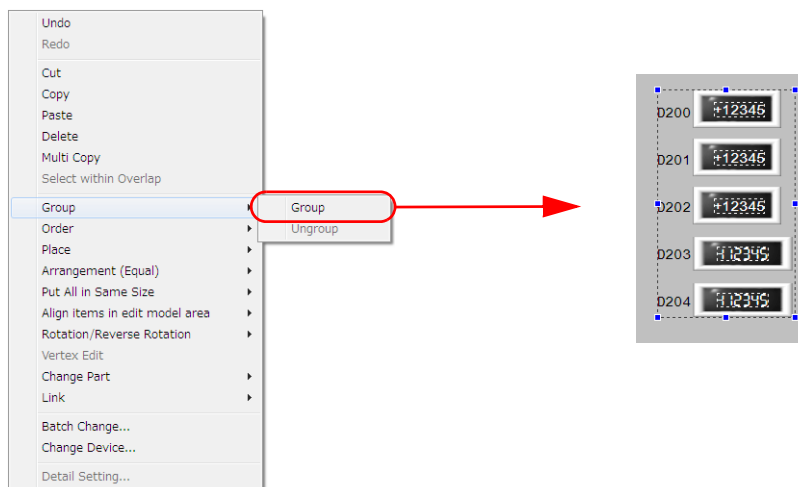 Undo
Redo
Cut
Copy
Paste
Delete
Multi Copy
Select within Overlap
Group
Order
Place
Arrangement (Equal)
Put All in Same Size
Align items in edit model area
Rotation/Reverse Rotation
Vertex Edit
Change Part
Link
Batch Change...
Change Device...
Detail Setting...
Group
Ungroup
D200 +12345
D201 +12345
D202 +12345
D203
D204